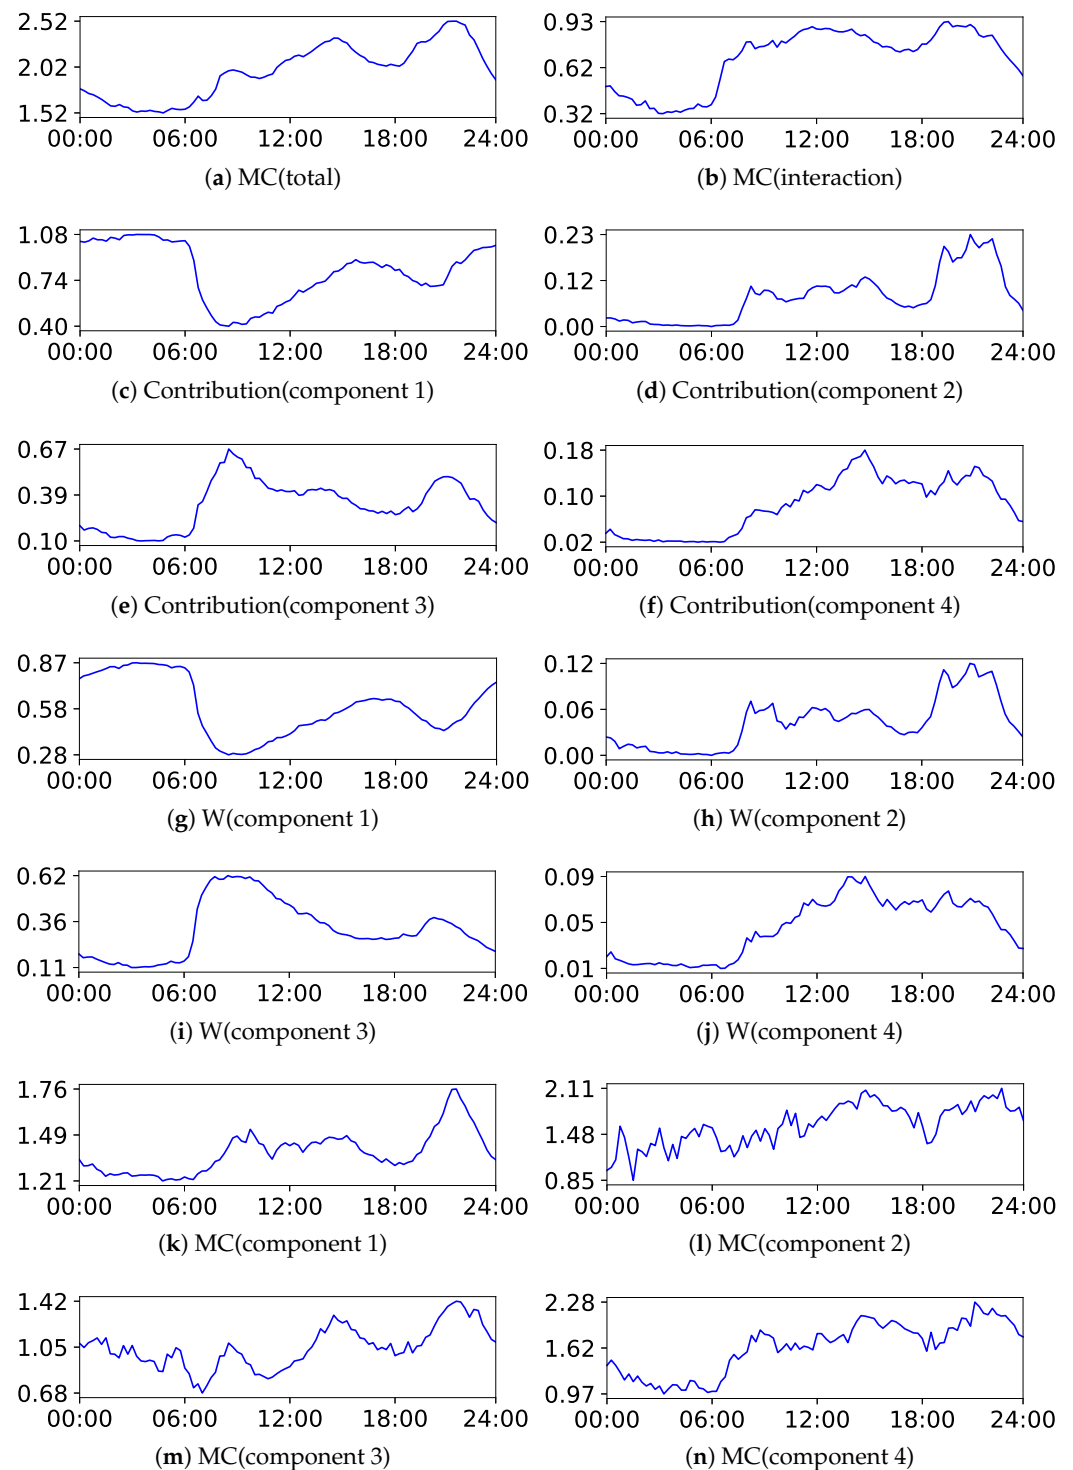 2.52
2.02
1.52
00:00 06:00 12:00 18:00 24:00
(a) MC(total)
0.93
0.62
0.32
00:00 06:00 12:00 18:00 24:00
(b) MC(interaction)
1.08
0.74
0.40
00:00 06:00 12:00 18:00 24:00
(c) Contribution(component 1)
0.23
0.12
0.00
00:00 06:00 12:00 18:00 24:00
(d) Contribution(component 2)
0.67
0.39
0.10
00:00 06:00 12:00 18:00 24:00
(e) Contribution(component 3)
0.18
0.10
0.02
00:00 06:00 12:00 18:00 24:00
(f) Contribution(component 4)
0.87
0.58
0.28
00:00 06:00 12:00 18:00 24:00
(g) W(component 1)
0.12
0.06
0.00
00:00 06:00 12:00 18:00 24:00
(h) W(component 2)
0.62
0.36
0.11
00:00 06:00 12:00 18:00 24:00
(i) W(component 3)
0.09
0.05
0.01
00:00 06:00 12:00 18:00 24:00
(j) W(component 4)
1.76
1.49
1.21
00:00 06:00 12:00 18:00 24:00
(k) MC(component 1)
2.11
1.48
0.85
00:00 06:00 12:00 18:00 24:00
(l) MC(component 2)
1.42
1.05
0.68
00:00 06:00 12:00 18:00 24:00
(m) MC(component 3)
2.28
1.62
0.97
00:00 06:00 12:00 18:00 24:00
(n) MC(component 4)